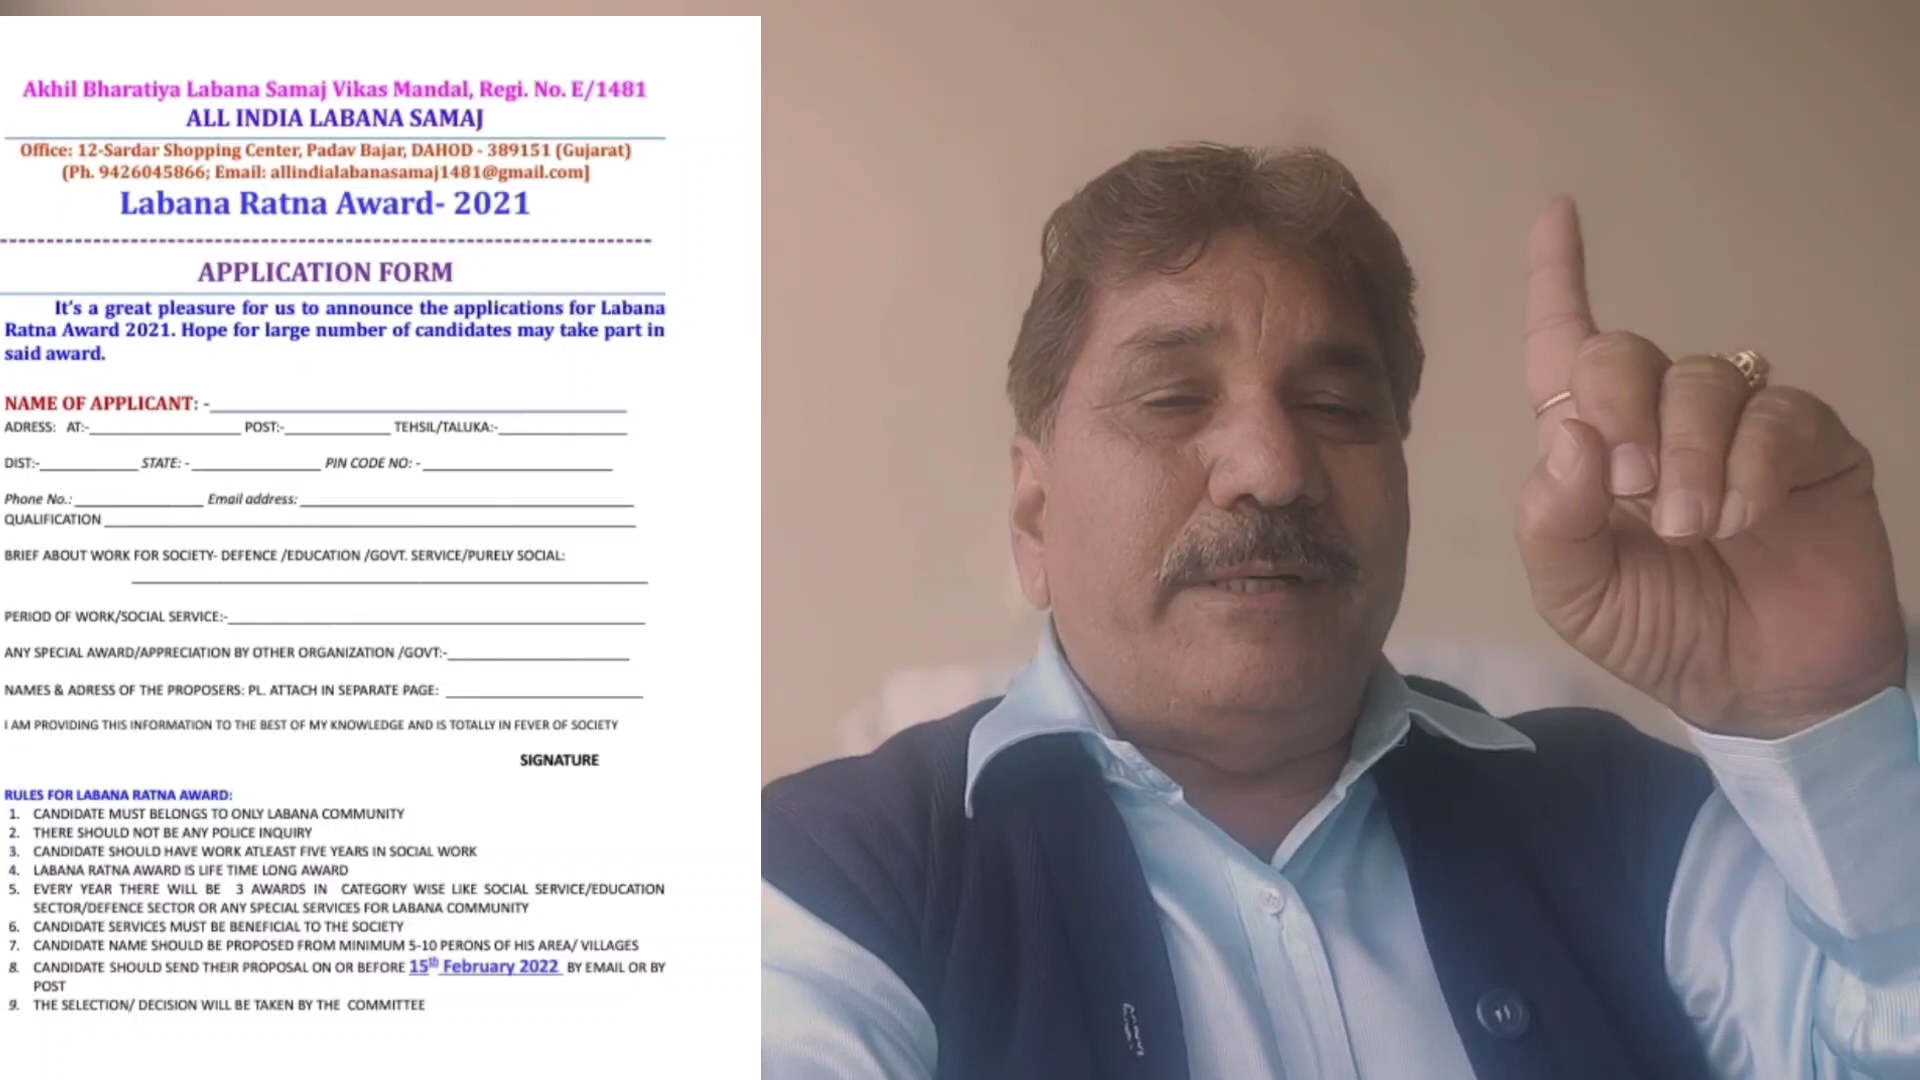 Akhil Bharatiya Labana Samaj Vikas Mandal, Regi. No. E/1481
ALL INDIA LABANA SAMAJ
Office: 12-Sardar Shopping Center, Padav Bajar, DAHOD - 389151 (Gujarat)
(Ph. 9426045866; Email: allindialabanasamaj1481@gmail.com]
Labana Ratna Award- 2021
APPLICATION FORM
It's a great pleasure for us to announce the applications for Labana
Ratna Award 2021. Hope for large number of candidates may take part in
said award.
NAME OF APPLICANT: -
ADRESS: AT:- POST:- TEHSIL/TALUKA:-
DIST:- STATE: - PIN CODE NO: -
Phone No.: Email address:
QUALIFICATION
BRIEF ABOUT WORK FOR SOCIETY- DEFENCE /EDUCATION /GOVT. SERVICE/PURELY SOCIAL:
PERIOD OF WORK/SOCIAL SERVICE:-
ANY SPECIAL AWARD/APPRECIATION BY OTHER ORGANIZATION /GOVT:-
NAMES & ADRESS OF THE PROPOSERS: PL. ATTACH IN SEPARATE PAGE:
I AM PROVIDING THIS INFORMATION TO THE BEST OF MY KNOWLEDGE AND IS TOTALLY IN FEVER OF SOCIETY
SIGNATURE
RULES FOR LABANA RATNA AWARD:
1. CANDIDATE MUST BELONGS TO ONLY LABANA COMMUNITY
2. THERE SHOULD NOT BE ANY POLICE INQUIRY
3. CANDIDATE SHOULD HAVE WORK ATLEAST FIVE YEARS IN SOCIAL WORK
4. LABANA RATNA AWARD IS LIFE TIME LONG AWARD
5. EVERY YEAR THERE WILL BE 3 AWARDS IN CATEGORY WISE LIKE SOCIAL SERVICE/EDUCATION
SECTOR/DEFENCE SECTOR OR ANY SPECIAL SERVICES FOR LABANA COMMUNITY
6. CANDIDATE SERVICES MUST BE BENEFICIAL TO THE SOCIETY
7. CANDIDATE NAME SHOULD BE PROPOSED FROM MINIMUM 5-10 PERONS OF HIS AREA/ VILLAGES
8. CANDIDATE SHOULD SEND THEIR PROPOSAL ON OR BEFORE 15th February 2022 BY EMAIL OR BY
POST
9. THE SELECTION/ DECISION WILL BE TAKEN BY THE COMMITTEE